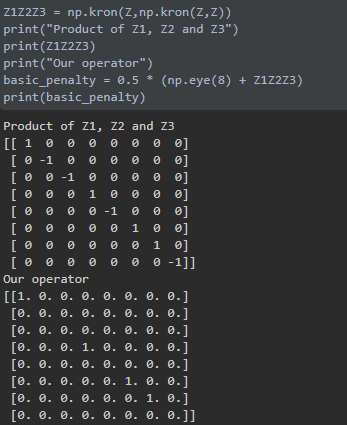 Z1Z2Z3 = np.kron(Z,np.kron(Z,Z))
print("Product of Z1, Z2 and Z3")
print(Z1Z2Z3)
print("Our operator")
basic_penalty = 0.5 * (np.eye(8) + Z1Z2Z3)
print(basic_penalty)
Product of Z1, Z2 and Z3
[[ 1  0  0  0  0  0  0  0]
 [ 0 -1  0  0  0  0  0  0]
 [ 0  0 -1  0  0  0  0  0]
 [ 0  0  0  1  0  0  0  0]
 [ 0  0  0  0 -1  0  0  0]
 [ 0  0  0  0  0  1  0  0]
 [ 0  0  0  0  0  0  1  0]
 [ 0  0  0  0  0  0  0 -1]]
Our operator
[[1. 0. 0. 0. 0. 0. 0. 0.]
 [0. 0. 0. 0. 0. 0. 0. 0.]
 [0. 0. 0. 0. 0. 0. 0. 0.]
 [0. 0. 0. 1. 0. 0. 0. 0.]
 [0. 0. 0. 0. 0. 0. 0. 0.]
 [0. 0. 0. 0. 0. 1. 0. 0.]
 [0. 0. 0. 0. 0. 0. 1. 0.]
 [0. 0. 0. 0. 0. 0. 0. 0.]]